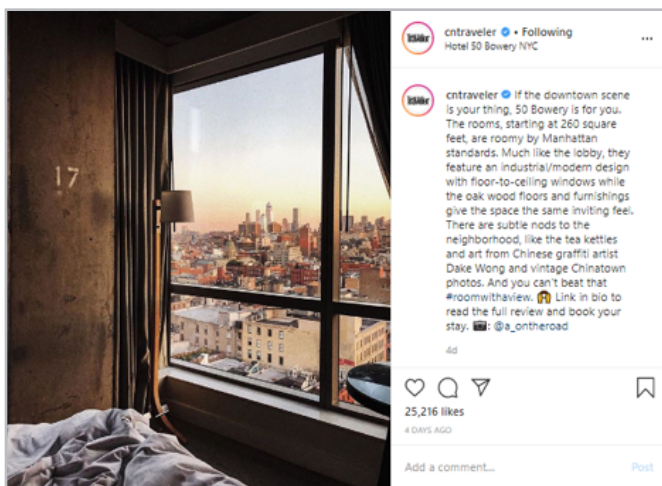 cntraveler • Following
Hotel 50 Bowery NYC
cntraveler If the downtown scene
is your thing, 50 Bowery is for you.
The rooms, starting at 260 square
feet, are roomy by Manhattan
standards. Much like the lobby, they
feature an industrial/modern design
with floor-to-ceiling windows while
the oak wood floors and furnishings
give the space the same inviting feel.
There are subtle nods to the
neighborhood, like the tea kettles
and art from Chinese graffiti artist
Dake Wong and vintage Chinatown
photos. And you can't beat that
#roomwithaview. Link in bio to
read the full review and book your
stay. 📷: @a_ontheroad
4d
17
25,216 likes
4 DAYS AGO
Add a comment... Post